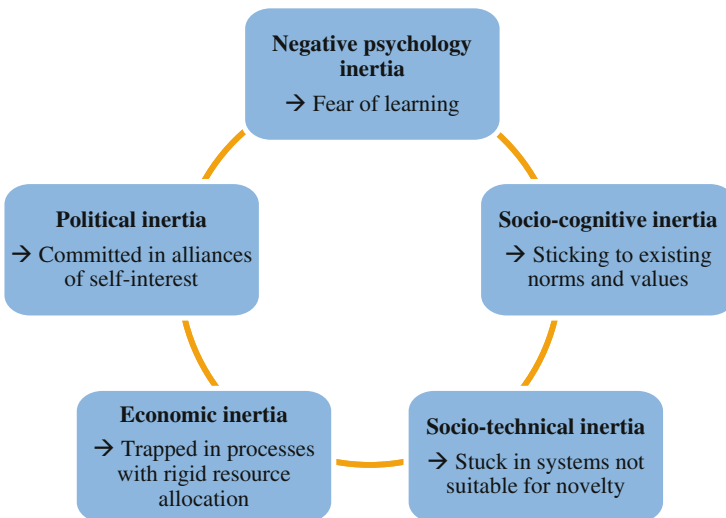 Negative psychology
inertia
→ Fear of learning
Political inertia
→ Committed in alliances
of self-interest
Socio-cognitive inertia
→ Sticking to existing
norms and values
Economic inertia
→ Trapped in processes
with rigid resource
allocation
Socio-technical inertia
→ Stuck in systems not
suitable for novelty